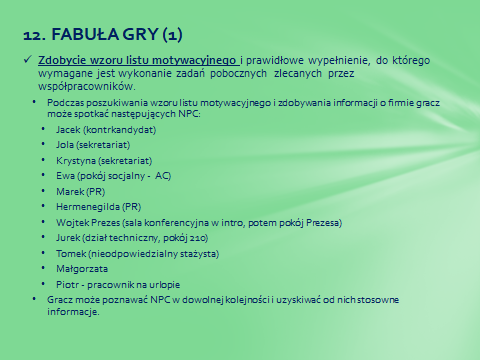 12. FABUŁA GRY (1)
✓ Zdobycie wzoru listu motywacyjnego i prawidłowe wypełnienie, do którego
wymagane jest wykonanie zadań pobocznych zlecanych przez
współpracowników.
• Podczas poszukiwania wzoru listu motywacyjnego i zdobywania informacji o firmie gracz
może spotkać następujących NPC:
• Jacek (kontrkandydat)
• Jola (sekretariat)
• Krystyna (sekretariat)
• Ewa (pokój socjalny - AC)
• Marek (PR)
• Hermenegilda (PR)
• Wojtek Prezes (sala konferencyjna w intro, potem pokój Prezesa)
• Jurek (dział techniczny, pokój 210)
• Tomek (nieodpowiedzialny stażysta)
• Małgorzata
• Piotr - pracownik na urlopie
• Gracz może poznawać NPC w dowolnej kolejności i uzyskiwać od nich stosowne
informacje.